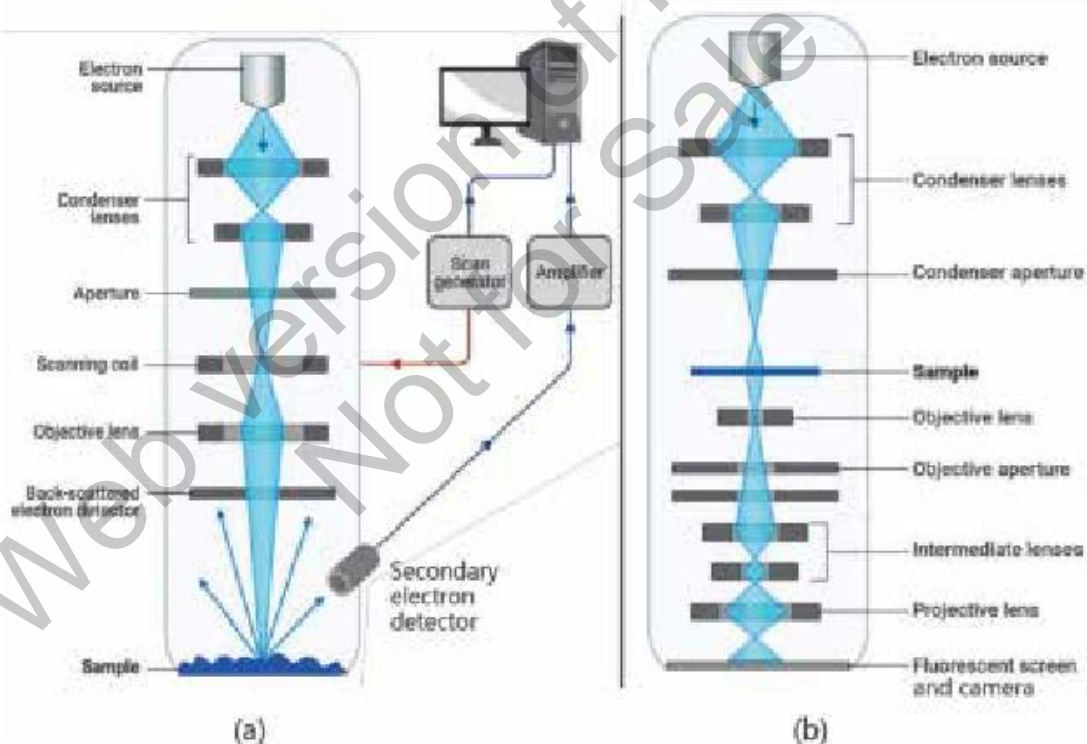 Electron
source
Condenser
lenses
Aperture
Scanning coil
Objective lens
Back-scattered
electron detector
Sample
Scan
generator
Amplifier
Secondary
electron
detector
(a)
Electron source
Condenser lenses
Condenser aperture
Sample
Objective lens
Objective aperture
Intermediate lenses
Projective lens
Fluorescent screen
and camera
(b)
Web version of
Not for Sale